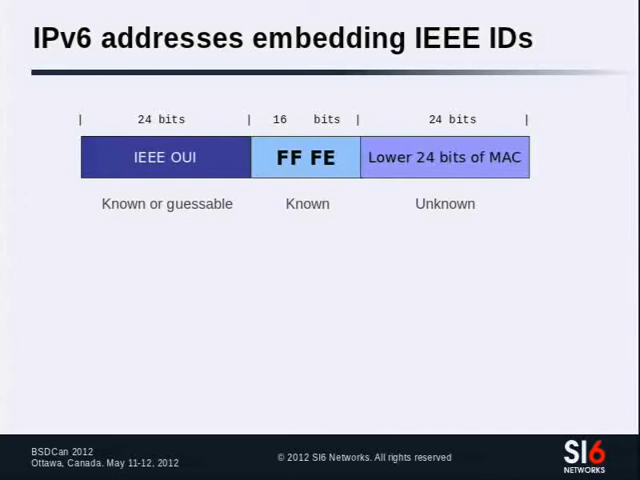 IPv6 addresses embedding IEEE IDs
| 24 bits | 16 bits | 24 bits |
IEEE OUI FF FE Lower 24 bits of MAC
Known or guessable Known Unknown
BSDCan 2012
Ottawa, Canada. May 11-12, 2012
© 2012 SI6 Networks. All rights reserved
SI6
NETWORKS